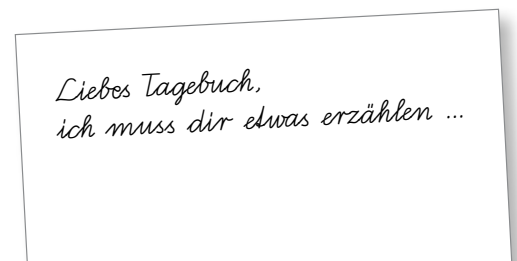 Liebes Tagebuch,
ich muss dir etwas erzählen ...